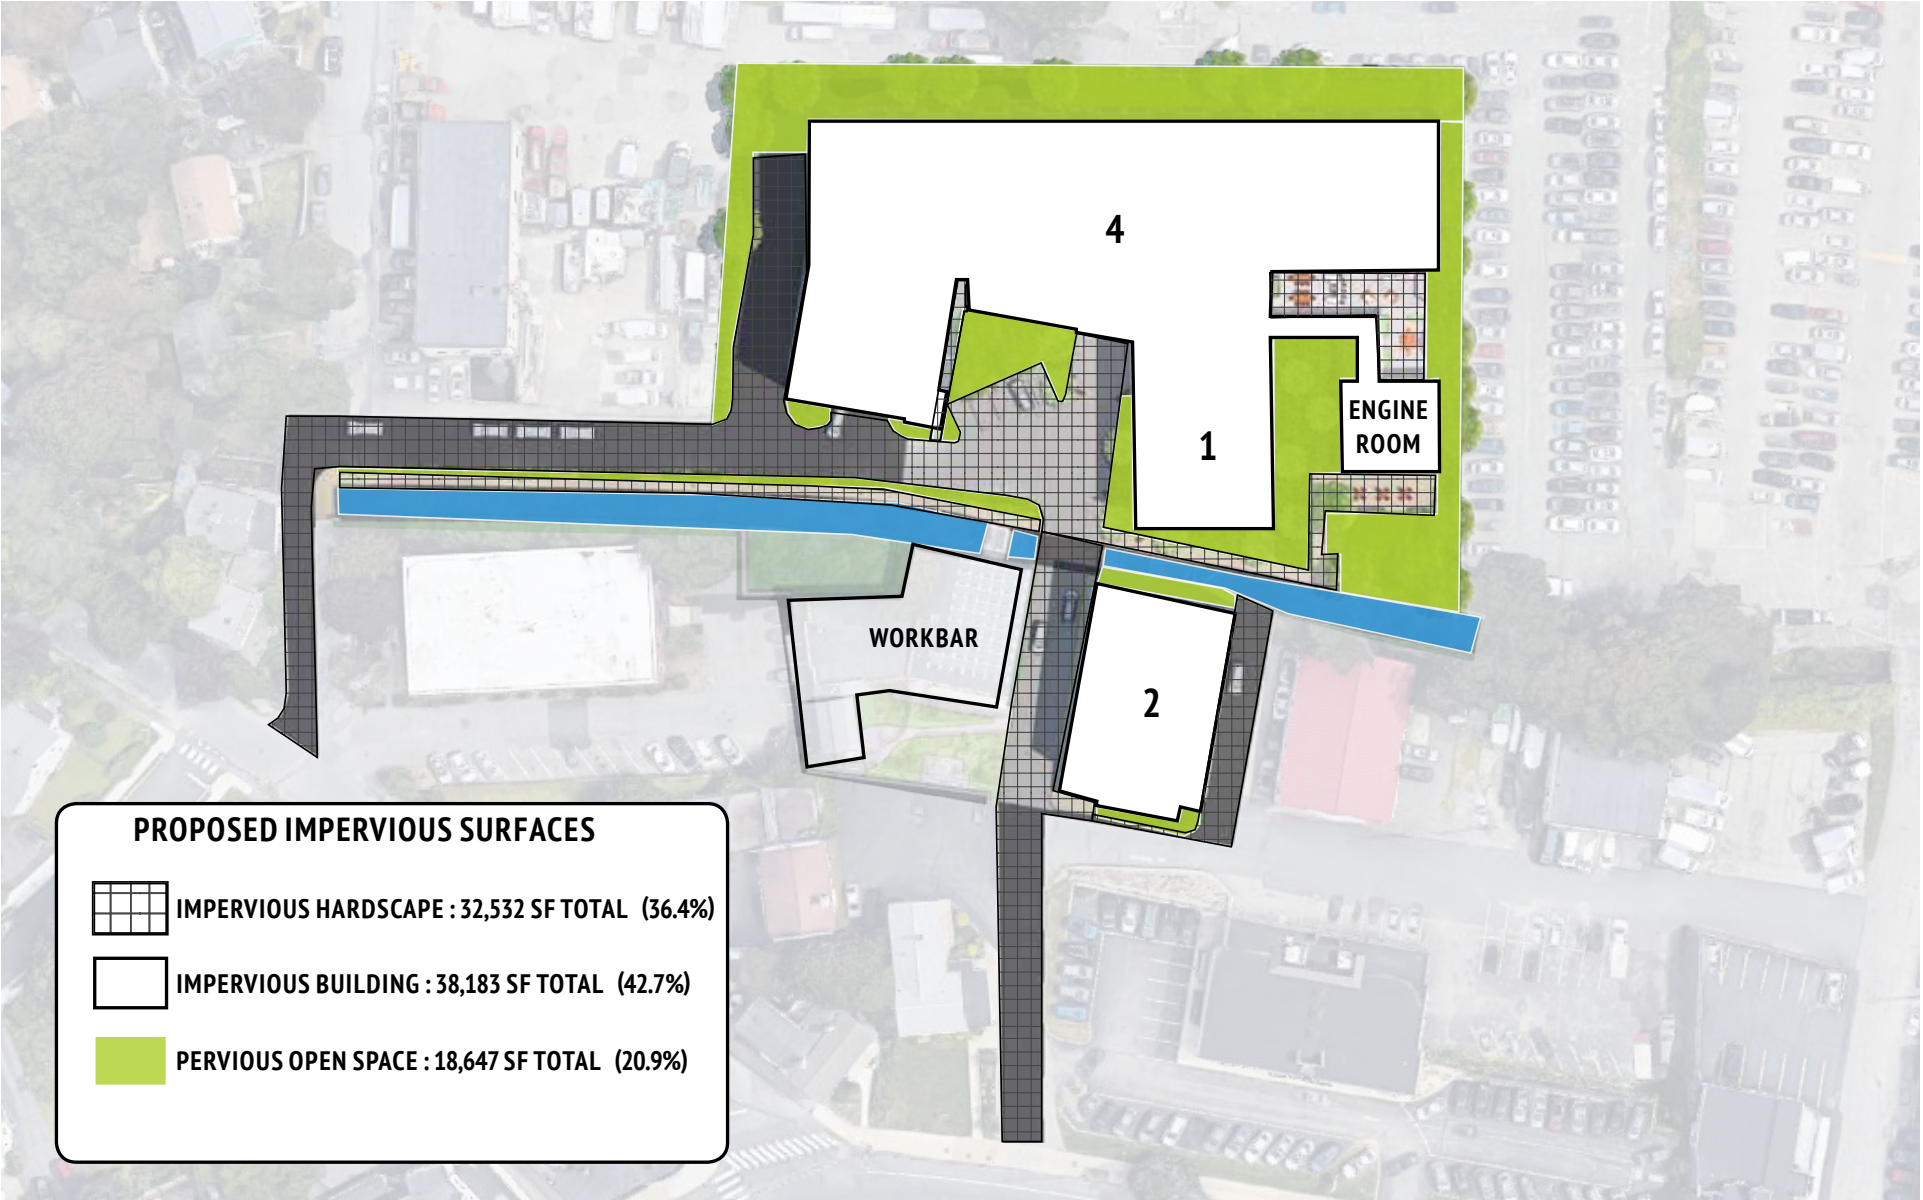 4
ENGINE
ROOM
1
WORKBAR
2
PROPOSED IMPERVIOUS SURFACES
IMPERVIOUS HARDSCAPE : 32,532 SF TOTAL (36.4%)
IMPERVIOUS BUILDING : 38,183 SF TOTAL (42.7%)
PERVIOUS OPEN SPACE : 18,647 SF TOTAL (20.9%)